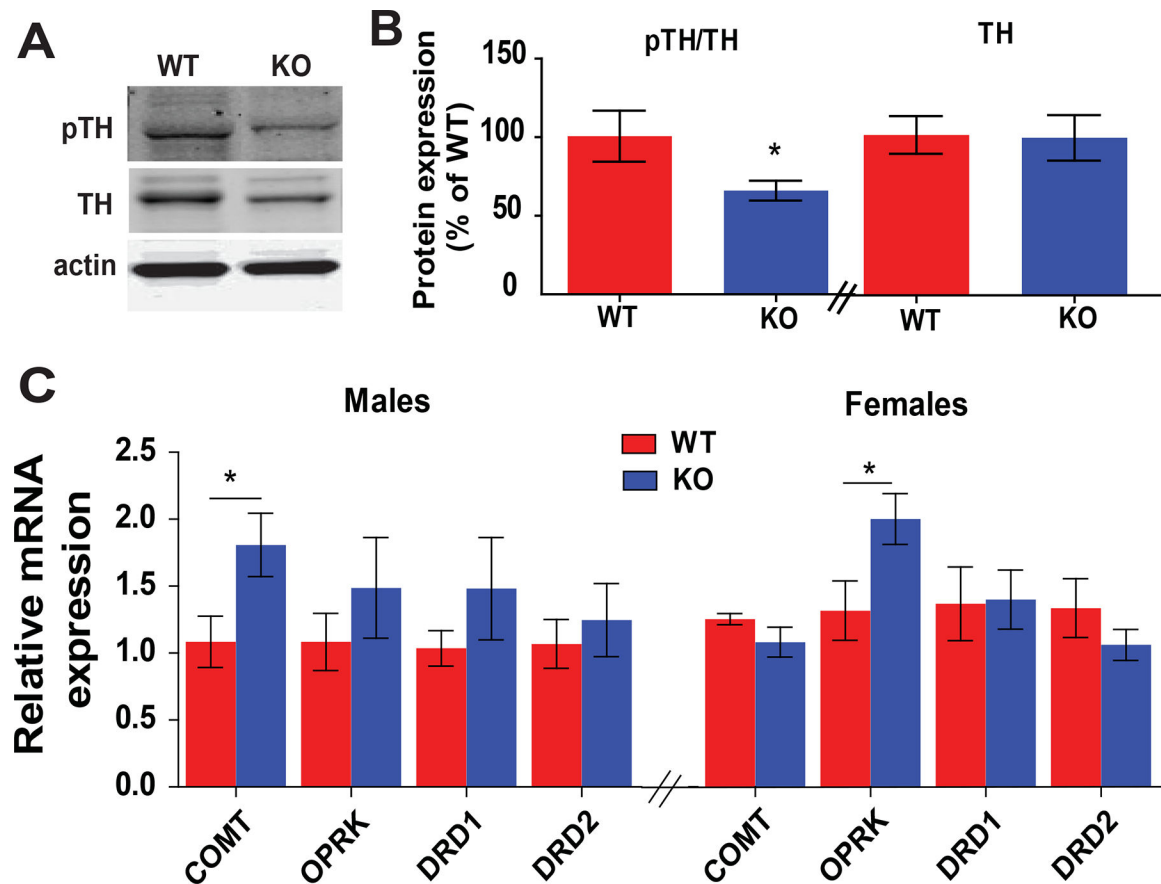 A
WT KO
pTH
TH
actin
B
pTH/TH TH
Protein expression
(% of WT)
150
100
50
0
*
WT KO WT KO
C
Males Females
WT
KO
Relative mRNA
expression
2.5
2.0
1.5
1.0
0.5
0.0
* *
COMT OPRK DRD1 DRD2 COMT OPRK DRD1 DRD2